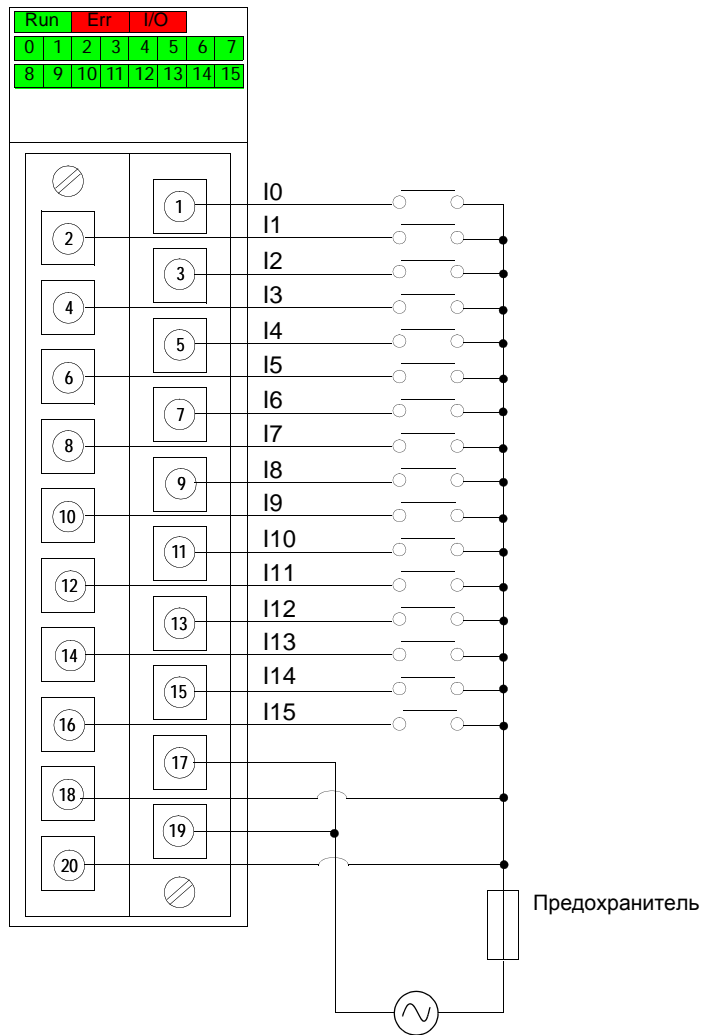 Run Err I/O
0 1 2 3 4 5 6 7
8 9 10 11 12 13 14 15
1 I0
2 I1
3 I2
4 I3
5 I4
6 I5
7 I6
8 I7
9 I8
10 I9
11 I10
12 I11
13 I12
14 I13
15 I14
16 I15
17
18
19
20
Предохранитель